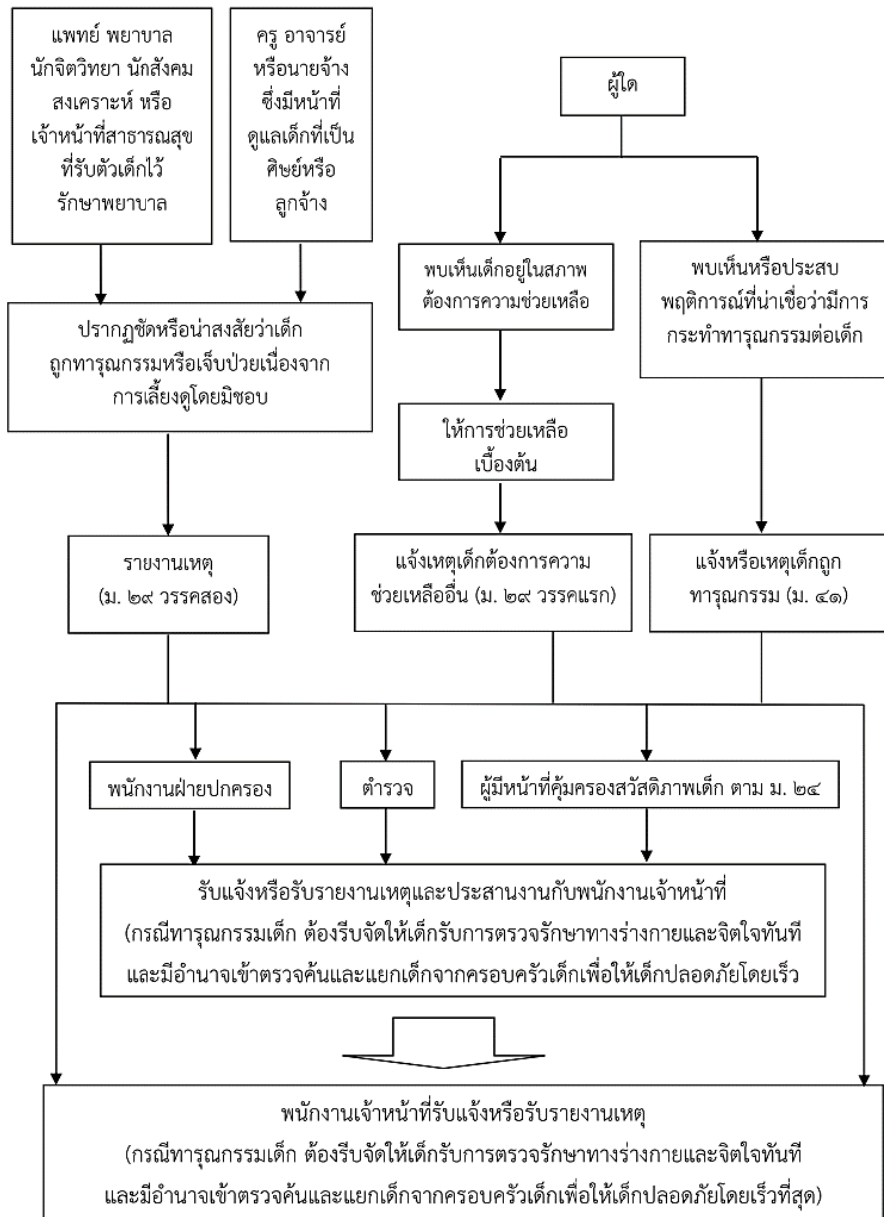 แพทย์ พยาบาล
นักจิตวิทยา นักสังคม
สงเคราะห์ หรือ
เจ้าหน้าที่สาธารณสุข
ที่รับตัวเด็กไว้
รักษาพยาบาล
ครู อาจารย์
หรือนายจ้าง
ซึ่งมีหน้าที่
ดูแลเด็กที่เป็น
ศิษย์หรือ
ลูกจ้าง
ผู้ใด
ปรากฏชัดหรือน่าสงสัยว่าเด็ก
ถูกทารุณกรรมหรือเจ็บป่วยเนื่องจาก
การเลี้ยงดูโดยมิชอบ
พบเห็นเด็กอยู่ในสภาพ
ต้องการความช่วยเหลือ
พบเห็นหรือประสบ
พฤติการณ์ที่น่าเชื่อว่ามีการ
กระทำทารุณกรรมต่อเด็ก
ให้การช่วยเหลือ
เบื้องต้น
รายงานเหตุ
(ม. ๒๙ วรรคสอง)
แจ้งเหตุเด็กต้องการความ
ช่วยเหลืออื่น (ม. ๒๙ วรรคแรก)
แจ้งหรือเหตุเด็กถูก
ทารุณกรรม (ม. ๔๑)
พนักงานฝ่ายปกครอง
ตำรวจ
ผู้มีหน้าที่คุ้มครองสวัสดิภาพเด็ก ตาม ม. ๒๔
รับแจ้งหรือรับรายงานเหตุและประสานงานกับพนักงานเจ้าหน้าที่
(กรณีทารุณกรรมเด็ก ต้องรีบจัดให้เด็กรับการตรวจรักษาทางร่างกายและจิตใจทันที
และมีอำนาจเข้าตรวจค้นและแยกเด็กจากครอบครัวเด็กเพื่อให้เด็กปลอดภัยโดยเร็ว
พนักงานเจ้าหน้าที่รับแจ้งหรือรับรายงานเหตุ
(กรณีทารุณกรรมเด็ก ต้องรีบจัดให้เด็กรับการตรวจรักษาทางร่างกายและจิตใจทันที
และมีอำนาจเข้าตรวจค้นและแยกเด็กจากครอบครัวเด็กเพื่อให้เด็กปลอดภัยโดยเร็วที่สุด)